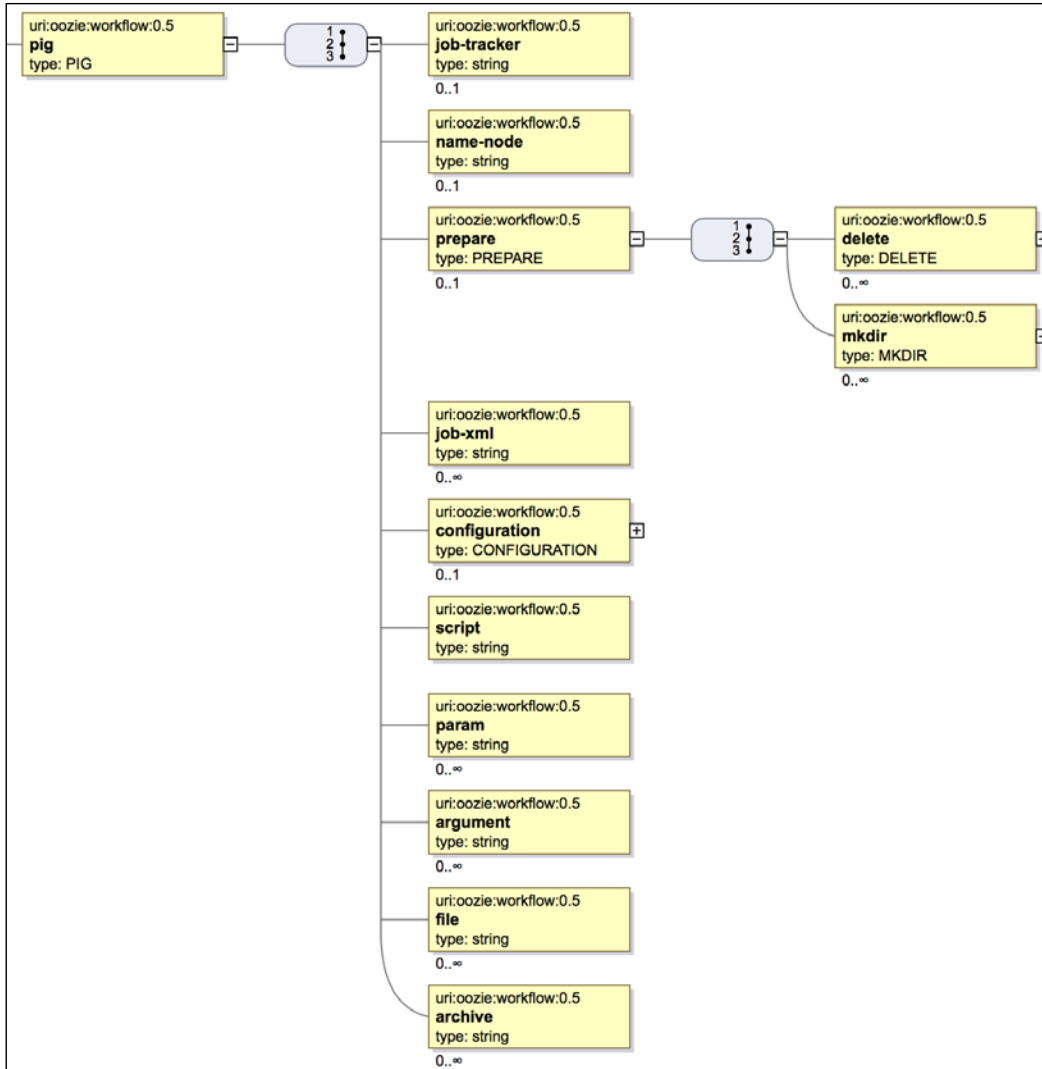 uri:oozie:workflow:0.5
pig
type: PIG
1
2
3
uri:oozie:workflow:0.5
job-tracker
type: string
0..1
uri:oozie:workflow:0.5
name-node
type: string
0..1
uri:oozie:workflow:0.5
prepare
type: PREPARE
0..1
1
2
3
uri:oozie:workflow:0.5
delete
type: DELETE
0..∞
uri:oozie:workflow:0.5
mkdir
type: MKDIR
0..∞
uri:oozie:workflow:0.5
job-xml
type: string
0..∞
uri:oozie:workflow:0.5
configuration
type: CONFIGURATION
0..1
uri:oozie:workflow:0.5
script
type: string
uri:oozie:workflow:0.5
param
type: string
0..∞
uri:oozie:workflow:0.5
argument
type: string
0..∞
uri:oozie:workflow:0.5
file
type: string
0..∞
uri:oozie:workflow:0.5
archive
type: string
0..∞